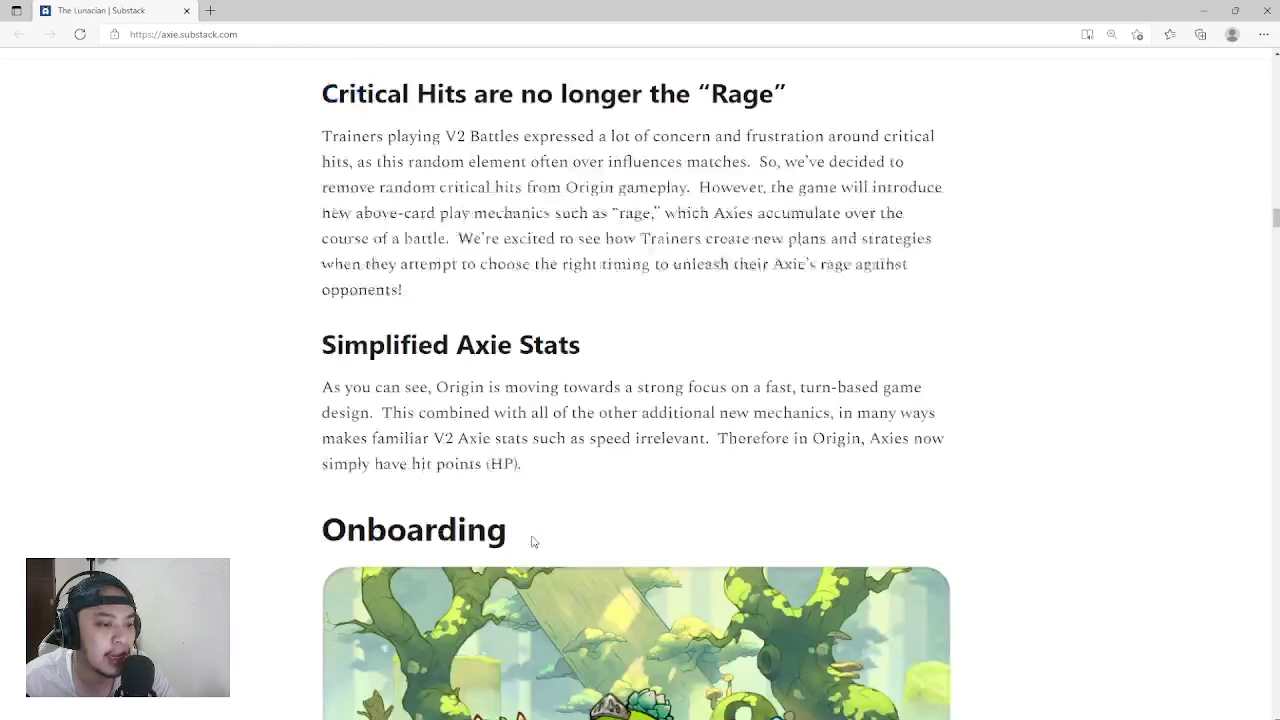 The Lunacian | Substack
https://axie.substack.com
Critical Hits are no longer the “Rage”
Trainers playing V2 Battles expressed a lot of concern and frustration around critical
hits, as this random element often over influences matches. So, we’ve decided to
remove random critical hits from Origin gameplay. However, the game will introduce
new above-card play mechanics such as “rage,” which Axies accumulate over the
course of a battle. We’re excited to see how Trainers create new plans and strategies
when they attempt to choose the right timing to unleash their Axie’s rage against
opponents!
Simplified Axie Stats
As you can see, Origin is moving towards a strong focus on a fast, turn-based game
design. This combined with all of the other additional new mechanics, in many ways
makes familiar V2 Axie stats such as speed irrelevant. Therefore in Origin, Axies now
simply have hit points (HP).
Onboarding